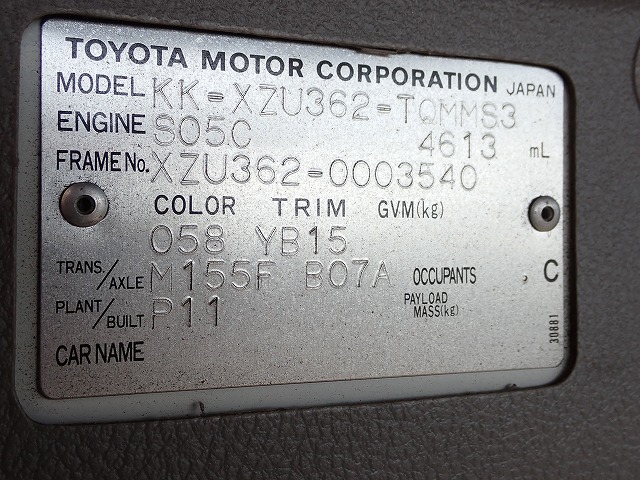 TOYOTA MOTOR CORPORATION JAPAN
MODEL KK-XZU362-TQMMS3
ENGINE S05C 4613 mL
FRAME No. XZU362-0003540
COLOR TRIM GVM(kg)
058 YB15
TRANS./AXLE M155F B07A OCCUPANTS , C
PLANT/BUILT P11 PAYLOAD MASS(kg)
CAR NAME
30881